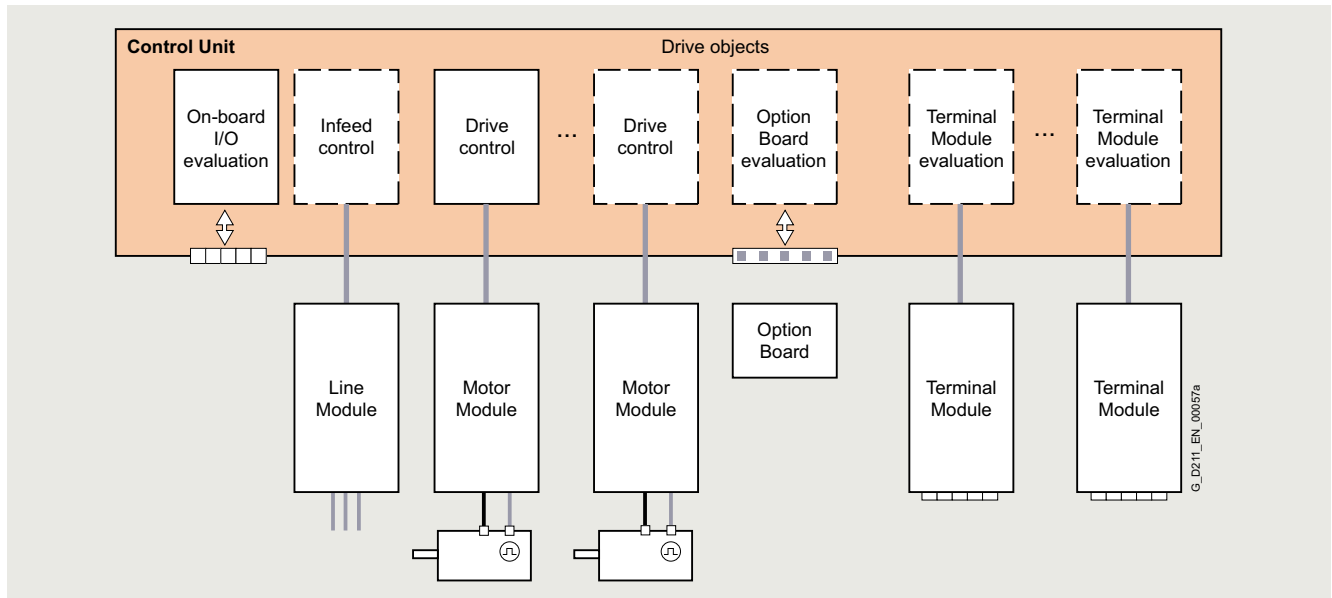 Control Unit
Drive objects
On-board
I/O
evaluation
Infeed
control
Drive
control
...
Drive
control
Option
Board
evaluation
Terminal
Module
evaluation
...
Terminal
Module
evaluation
Line
Module
Motor
Module
Motor
Module
Option
Board
Terminal
Module
Terminal
Module
G_D211_EN_00057a